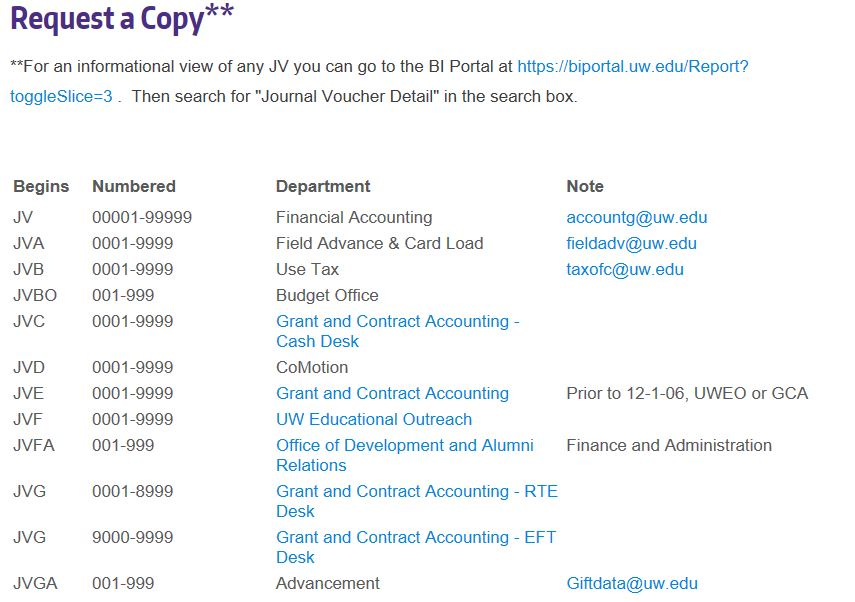 Request a Copy**
**For an informational view of any JV you can go to the BI Portal at https://biportal.uw.edu/Report?
toggleSlice=3 . Then search for "Journal Voucher Detail" in the search box.
Begins Numbered Department Note
JV 00001-99999 Financial Accounting accountg@uw.edu
JVA 0001-9999 Field Advance & Card Load fieldadv@uw.edu
JVB 0001-9999 Use Tax taxofc@uw.edu
JVBO 001-999 Budget Office
JVC 0001-9999 Grant and Contract Accounting -
Cash Desk
JVD 0001-9999 CoMotion
JVE 0001-9999 Grant and Contract Accounting Prior to 12-1-06, UWEO or GCA
JVF 0001-9999 UW Educational Outreach
JVFA 001-999 Office of Development and Alumni Finance and Administration
Relations
JVG 0001-8999 Grant and Contract Accounting - RTE
Desk
JVG 9000-9999 Grant and Contract Accounting - EFT
Desk
JVGA 001-999 Advancement Giftdata@uw.edu